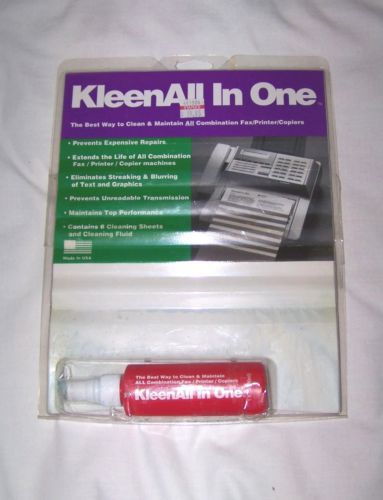 KleenAll In One™
STAPLES
The Best Way to Clean & Maintain All Combination Fax/Printer/Copiers
• Prevents Expensive Repairs
• Extends the Life of All Combination
Fax / Printer / Copier machines
• Eliminates Streaking & Blurring
of Text and Graphics
• Prevents Unreadable Transmission
• Maintains Top Performance
• Contains 6 Cleaning Sheets
and Cleaning Fluid
Made in USA
The Best Way to Clean & Maintain
ALL Combination Fax / Printer / Copiers
KleenAll In One